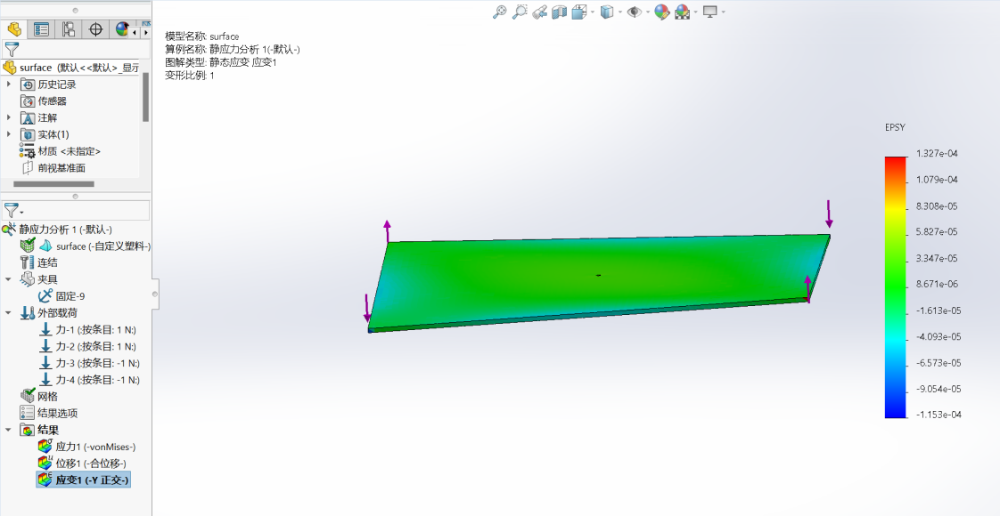 模型名称: surface
算例名称: 静应力分析 1(-默认-)
图解类型: 静态应变 应变1
变形比例: 1
surface (默认<<默认>_显示
历史记录
传感器
注解
实体(1)
材质 <未指定>
前视基准面
静应力分析 1 (-默认-)
surface (-自定义塑料-)
连结
夹具
固定-9
外部载荷
力-1 (:按条目: 1 N:)
力-2 (:按条目: 1 N:)
力-3 (:按条目: -1 N:)
力-4 (:按条目: -1 N:)
网格
结果选项
结果
应力1 (-vonMises-)
位移1 (-合位移-)
应变1 (-Y 正交-)
EPSY
1.327e-04
1.079e-04
8.308e-05
5.827e-05
3.347e-05
8.671e-06
-1.613e-05
-4.093e-05
-6.573e-05
-9.054e-05
-1.153e-04